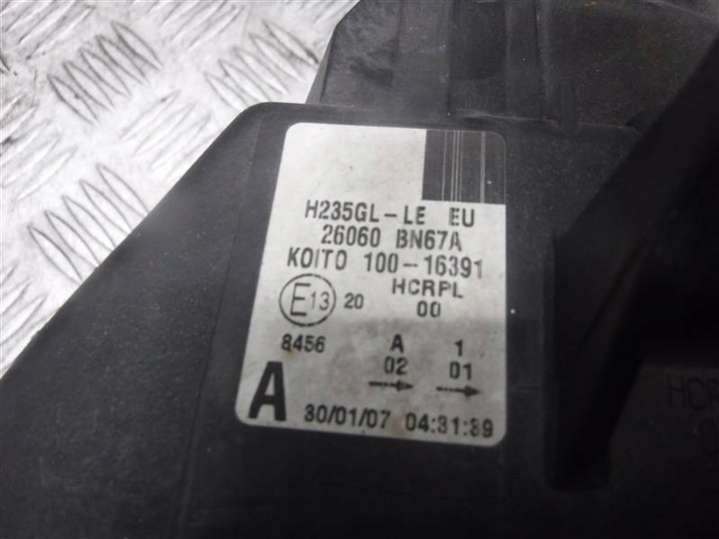 H235GL-LE EU
26060 BN67A
KOITO 100-16391
HCRPL
E13 20 00
8456 A 1
02 01
A 30/01/07 04:31:39